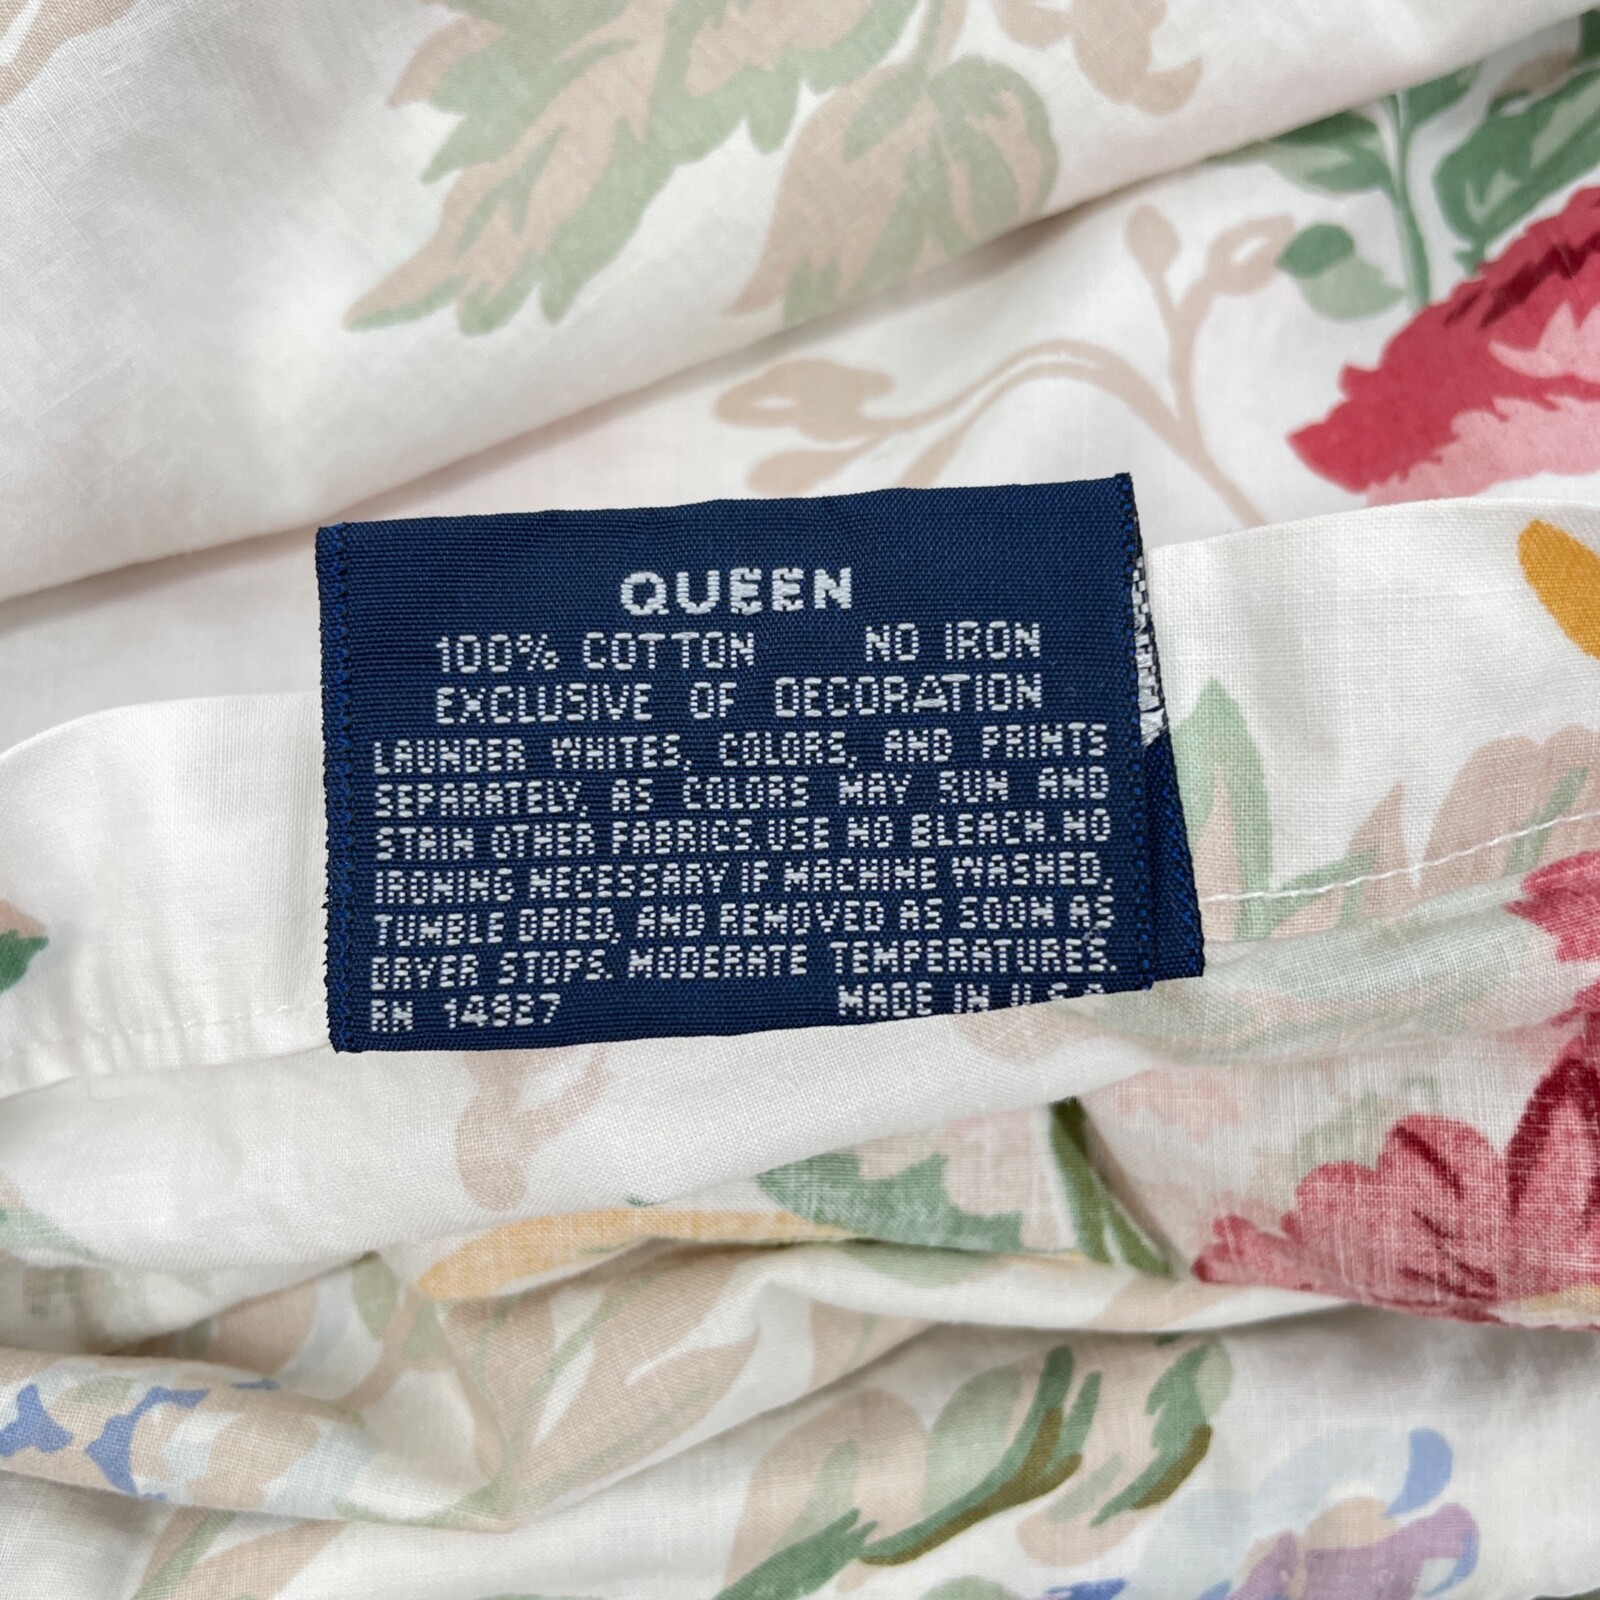 QUEEN
100% COTTON NO IRON
EXCLUSIVE OF DECORATION
LAUNDER WHITES, COLORS, AND PRINTS
SEPARATELY, AS COLORS MAY RUN AND
STAIN OTHER FABRICS. USE NO BLEACH. NO
IRONING NECESSARY IF MACHINE WASHED,
TUMBLE DRIED, AND REMOVED AS SOON AS
DRYER STOPS. MODERATE TEMPERATURES.
RN 14927 MADE IN U.S.A.